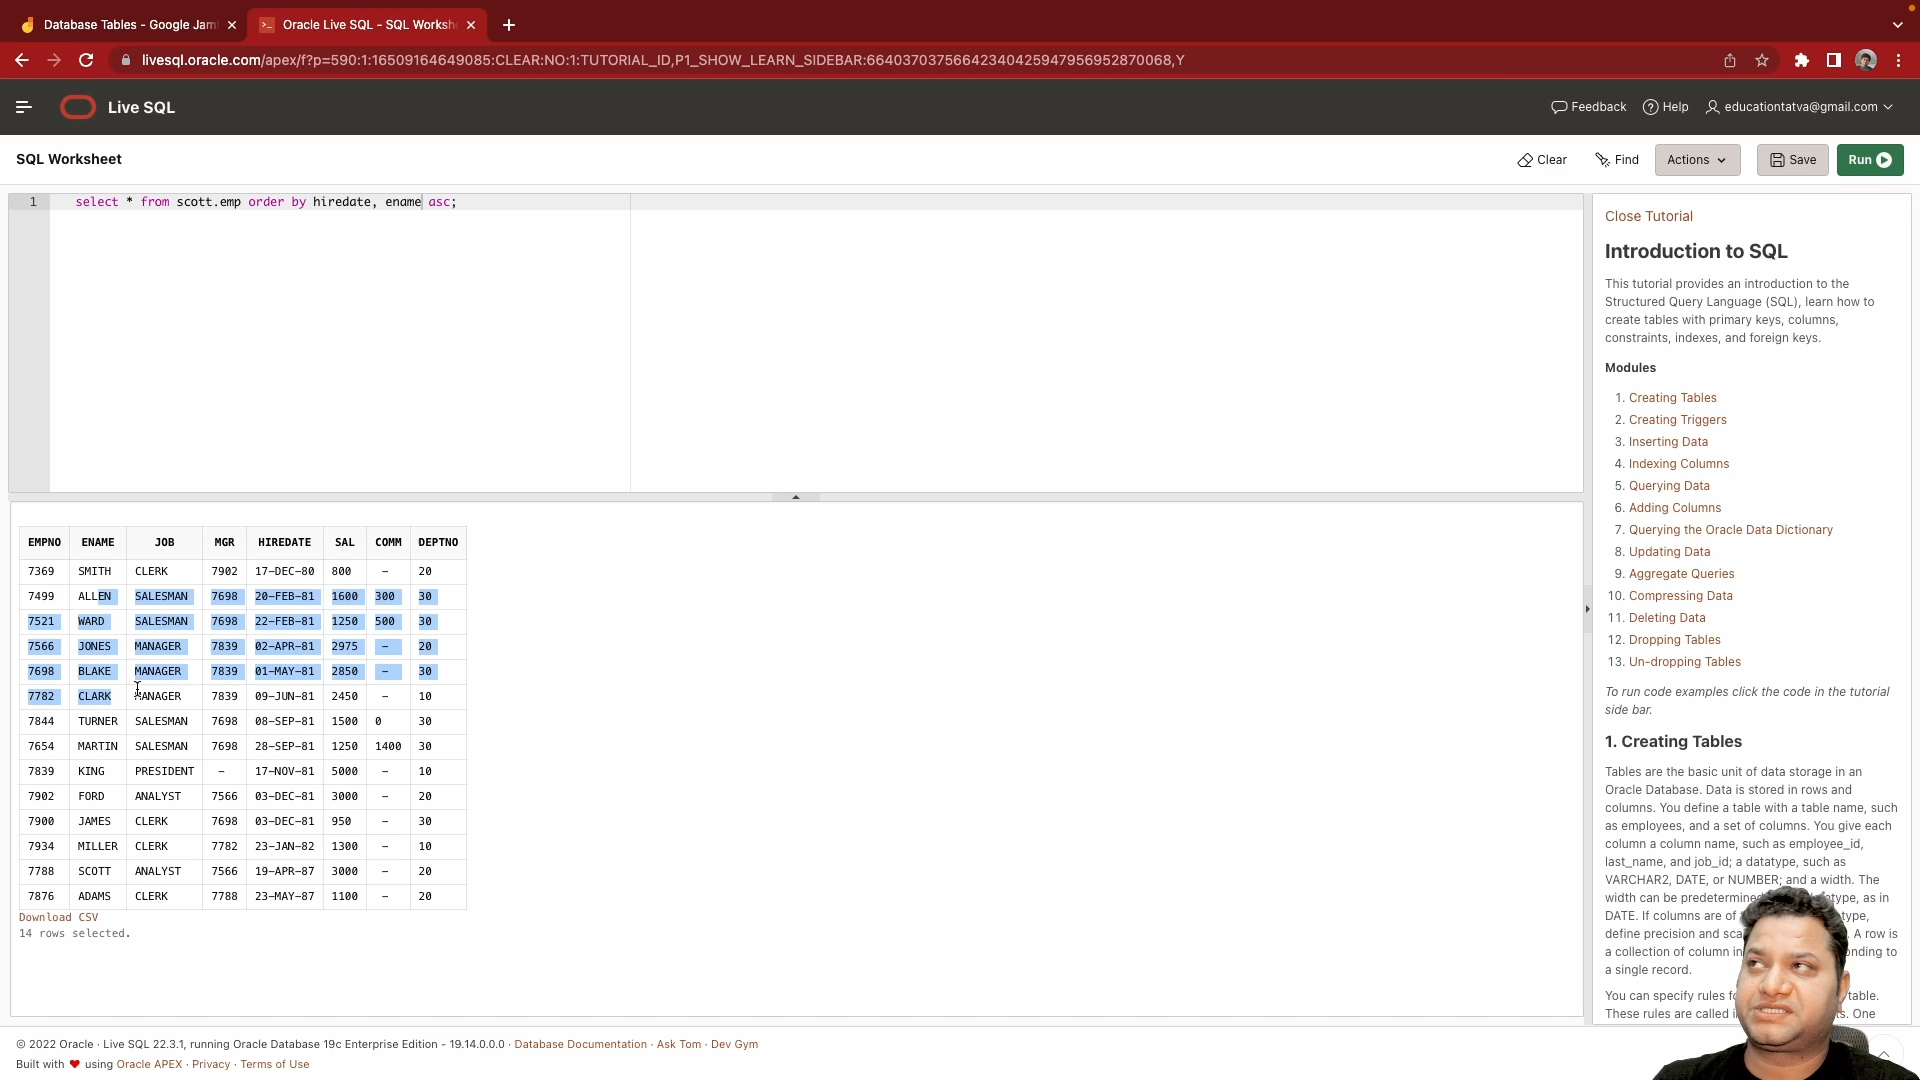 Database Tables - Google Jam
Oracle Live SQL - SQL Worksh
livesql.oracle.com/apex/f?p=590:1:16509164649085:CLEAR:NO:1:TUTORIAL_ID,P1_SHOW_LEARN_SIDEBAR:66403703756642340425947956952870068,Y
Live SQL
Feedback
Help
educationtatva@gmail.com
SQL Worksheet
Clear
Find
Actions
Save
Run
1 select * from scott.emp order by hiredate, ename asc;
EMPNO ENAME JOB MGR HIREDATE SAL COMM DEPTNO
7369 SMITH CLERK 7902 17-DEC-80 800 - 20
7499 ALLEN SALESMAN 7698 20-FEB-81 1600 300 30
7521 WARD SALESMAN 7698 22-FEB-81 1250 500 30
7566 JONES MANAGER 7839 02-APR-81 2975 - 20
7698 BLAKE MANAGER 7839 01-MAY-81 2850 - 30
7782 CLARK MANAGER 7839 09-JUN-81 2450 - 10
7844 TURNER SALESMAN 7698 08-SEP-81 1500 0 30
7654 MARTIN SALESMAN 7698 28-SEP-81 1250 1400 30
7839 KING PRESIDENT - 17-NOV-81 5000 - 10
7902 FORD ANALYST 7566 03-DEC-81 3000 - 20
7900 JAMES CLERK 7698 03-DEC-81 950 - 30
7934 MILLER CLERK 7782 23-JAN-82 1300 - 10
7788 SCOTT ANALYST 7566 19-APR-87 3000 - 20
7876 ADAMS CLERK 7788 23-MAY-87 1100 - 20
Download CSV
14 rows selected.
Close Tutorial
Introduction to SQL
This tutorial provides an introduction to the
Structured Query Language (SQL), learn how to
create tables with primary keys, columns,
constraints, indexes, and foreign keys.
Modules
1. Creating Tables
2. Creating Triggers
3. Inserting Data
4. Indexing Columns
5. Querying Data
6. Adding Columns
7. Querying the Oracle Data Dictionary
8. Updating Data
9. Aggregate Queries
10. Compressing Data
11. Deleting Data
12. Dropping Tables
13. Un-dropping Tables
To run code examples click the code in the tutorial
side bar.
1. Creating Tables
Tables are the basic unit of data storage in an
Oracle Database. Data is stored in rows and
columns. You define a table with a table name, such
as employees, and a set of columns. You give each
column a column name, such as employee_id,
last_name, and job_id; a datatype, such as
VARCHAR2, DATE, or NUMBER; and a width. The
width can be predetermined type, as in
DATE. If columns are of type,
define precision and A row is
a collection of column
a single record.
You can specify rules table.
These rules are called One
© 2022 Oracle · Live SQL 22.3.1, running Oracle Database 19c Enterprise Edition - 19.14.0.0.0 · Database Documentation · Ask Tom · Dev Gym
Built with ❤ using Oracle APEX · Privacy · Terms of Use